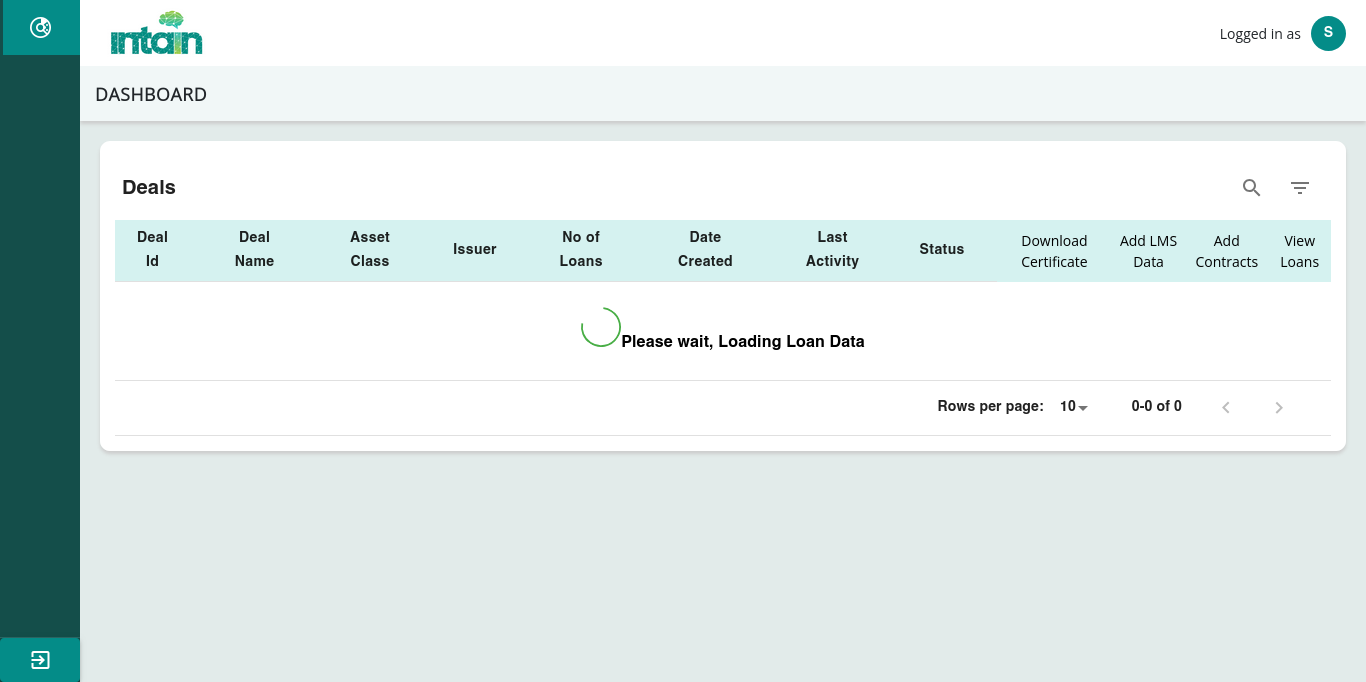 intain
Logged in as
S
DASHBOARD
Deals
Deal Id
Deal Name
Asset Class
Issuer
No of Loans
Date Created
Last Activity
Status
Download Certificate
Add LMS Data
Add Contracts
View Loans
Please wait, Loading Loan Data
Rows per page: 10 0-0 of 0